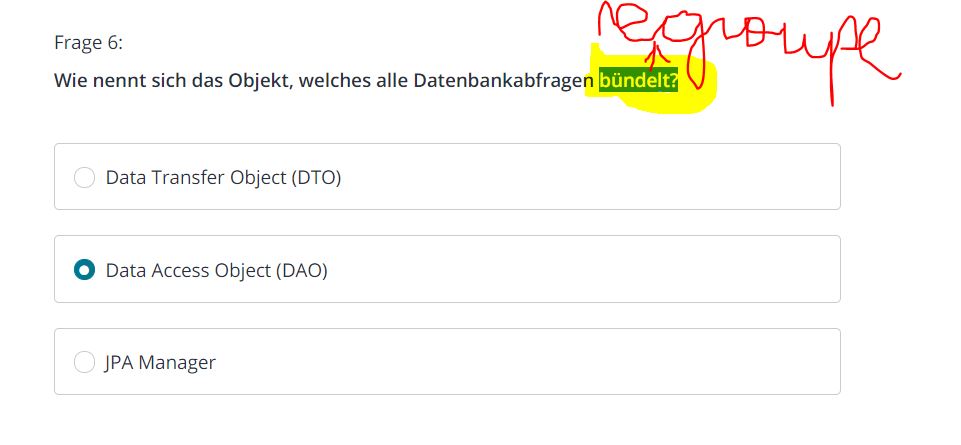 regroupe
Frage 6:
Wie nennt sich das Objekt, welches alle Datenbankabfragen bündelt?
Data Transfer Object (DTO)
Data Access Object (DAO)
JPA Manager